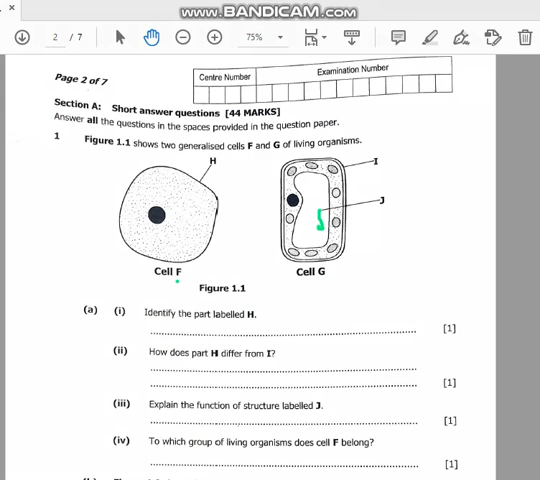 www.BANDICAM.com
2 / 7
75%
Page 2 of 7
Centre Number
Examination Number
Section A: Short answer questions [44 MARKS]
Answer all the questions in the spaces provided in the question paper.
1 Figure 1.1 shows two generalised cells F and G of living organisms.
H
I
J
Cell F
Cell G
Figure 1.1
(a) (i) Identify the part labelled H.
[1]
(ii) How does part H differ from I?
[1]
(iii) Explain the function of structure labelled J.
[1]
(iv) To which group of living organisms does cell F belong?
[1]